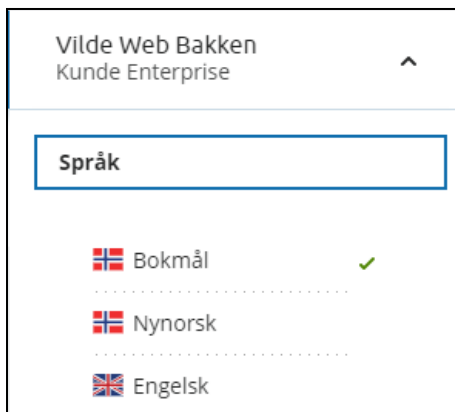 Vilde Web Bakken
Kunde Enterprise
Språk
Bokmål
Nynorsk
Engelsk